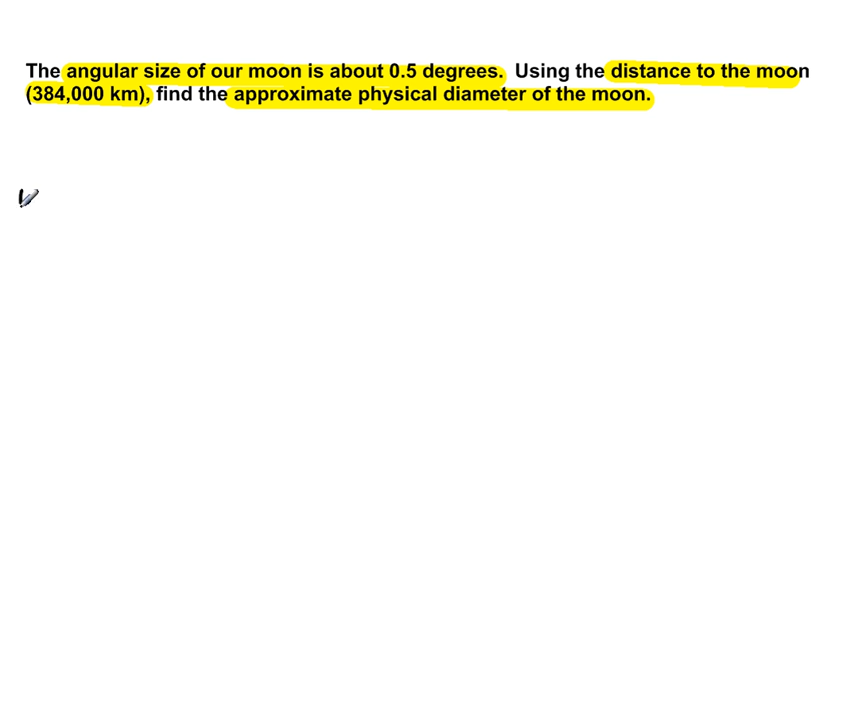 The angular size of our moon is about 0.5 degrees. Using the distance to the moon
(384,000 km), find the approximate physical diameter of the moon.